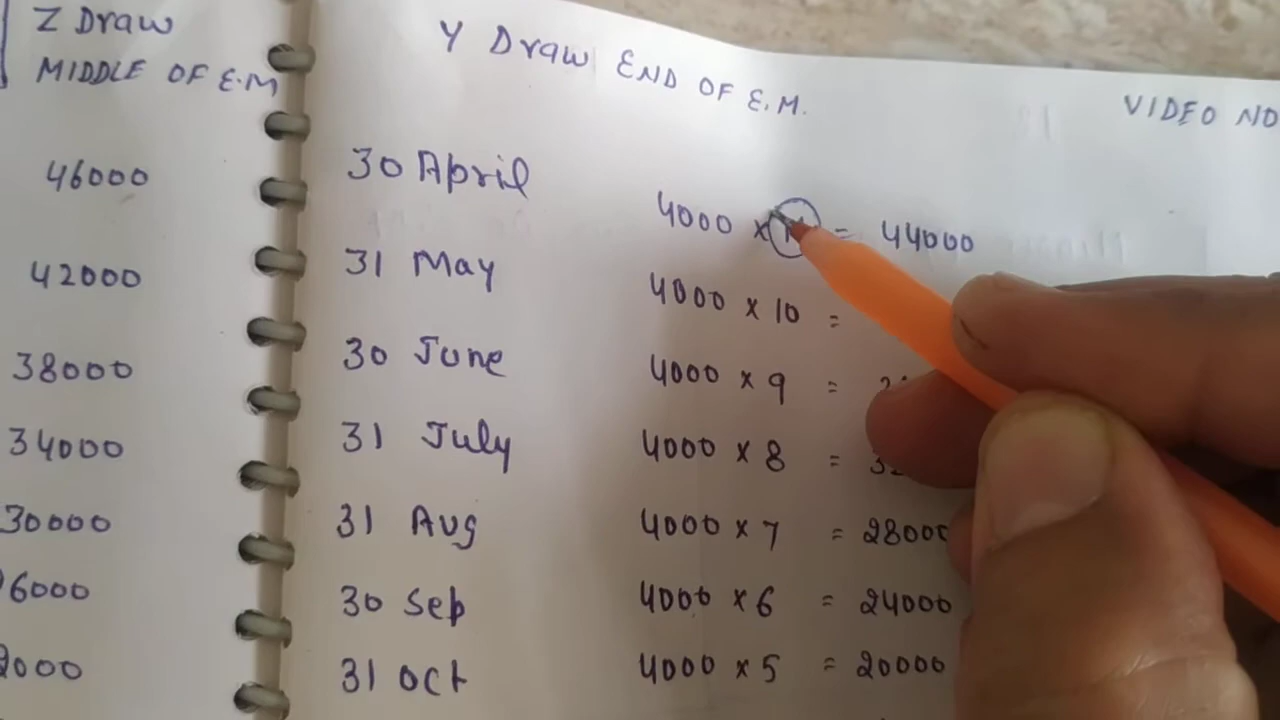 Z Draw
MIDDLE OF E.M
46000
42000
38000
34000
30000
6000
2000
Y Draw END OF E.M.
VIDEO NO
30 April 4000 × = 44000
31 May 4000 × 10 =
30 June 4000 × 9 =
31 July 4000 × 8 =
31 Aug 4000 × 7 = 28000
30 Sep 4000 × 6 = 24000
31 Oct 4000 × 5 = 20000